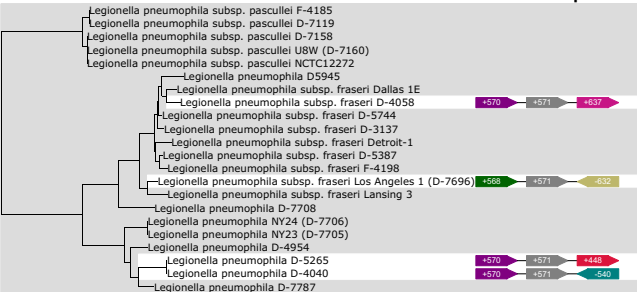 Legionella pneumophila subsp. pascullei F-4185
Legionella pneumophila subsp. pascullei D-7119
Legionella pneumophila subsp. pascullei D-7158
Legionella pneumophila subsp. pascullei U8W (D-7160)
Legionella pneumophila subsp. pascullei NCTC12272
Legionella pneumophila D5945
Legionella pneumophila subsp. fraseri Dallas 1E
Legionella pneumophila subsp. fraseri D-4058 +570 +571 +637
Legionella pneumophila subsp. fraseri D-5744
Legionella pneumophila subsp. fraseri D-3137
Legionella pneumophila subsp. fraseri Detroit-1
Legionella pneumophila subsp. fraseri D-5387
Legionella pneumophila subsp. fraseri F-4198
Legionella pneumophila subsp. fraseri Los Angeles 1 (D-7696) +568 +571 -632
Legionella pneumophila subsp. fraseri Lansing 3
Legionella pneumophila D-7708
Legionella pneumophila NY24 (D-7706)
Legionella pneumophila NY23 (D-7705)
Legionella pneumophila D-4954
Legionella pneumophila D-5265 +570 +571 +448
Legionella pneumophila D-4040 +570 +571 -540
Legionella pneumophila D-7787